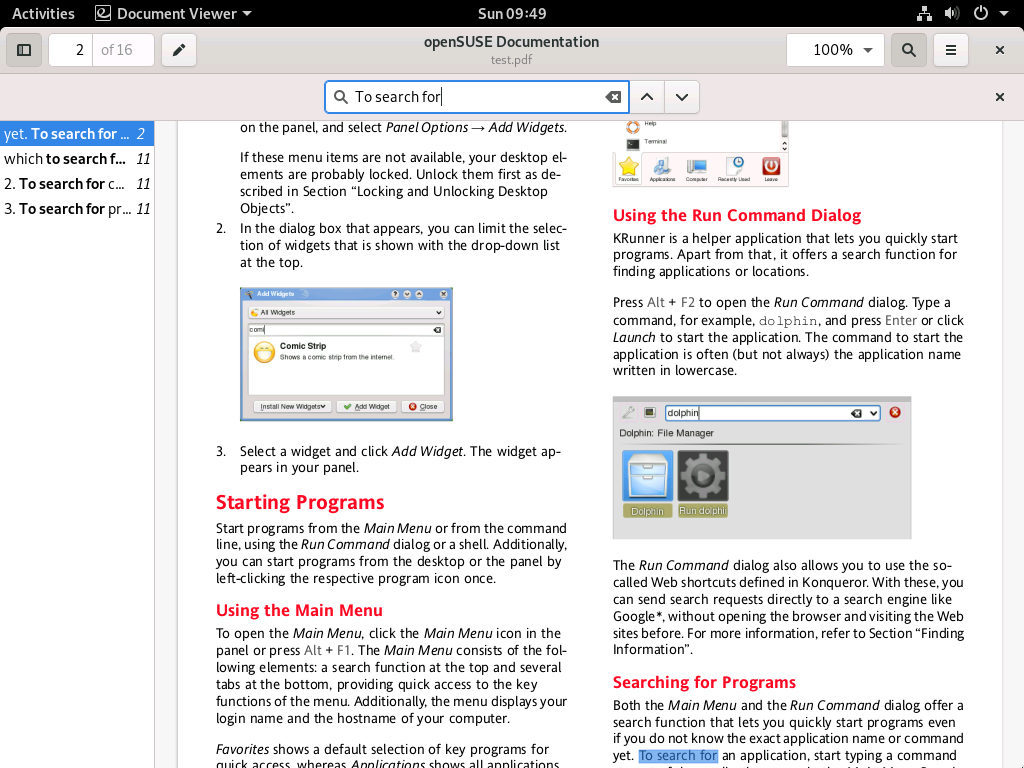 Activities
Document Viewer
Sun 09:49
2
of 16
openSUSE Documentation
test.pdf
100%
To search for
yet. To search for ... 2
which to search f... 11
2. To search for c... 11
3. To search for pr... 11
on the panel, and select Panel Options → Add Widgets.
If these menu items are not available, your desktop el-
ements are probably locked. Unlock them first as de-
scribed in Section “Locking and Unlocking Desktop
Objects”.
2. In the dialog box that appears, you can limit the selec-
tion of widgets that is shown with the drop-down list
at the top.
Add Widgets
All Widgets
comi
Comic Strip
Shows a comic strip from the internet.
Install New Widgets
Add Widget
Close
3. Select a widget and click Add Widget. The widget ap-
pears in your panel.
Starting Programs
Start programs from the Main Menu or from the command
line, using the Run Command dialog or a shell. Additionally,
you can start programs from the desktop or the panel by
left-clicking the respective program icon once.
Using the Main Menu
To open the Main Menu, click the Main Menu icon in the
panel or press Alt + F1. The Main Menu consists of the fol-
lowing elements: a search function at the top and several
tabs at the bottom, providing quick access to the key
functions of the menu. Additionally, the menu displays your
login name and the hostname of your computer.
Favorites shows a default selection of key programs for
quick access, whereas Applications shows all applications
Help
Terminal
Favorites
Applications
Computer
Recently Used
Leave
Using the Run Command Dialog
KRunner is a helper application that lets you quickly start
programs. Apart from that, it offers a search function for
finding applications or locations.
Press Alt + F2 to open the Run Command dialog. Type a
command, for example, dolphin, and press Enter or click
Launch to start the application. The command to start the
application is often (but not always) the application name
written in lowercase.
dolphin
Dolphin: File Manager
Dolphin
Run dolphi
The Run Command dialog also allows you to use the so-
called Web shortcuts defined in Konqueror. With these, you
can send search requests directly to a search engine like
Google*, without opening the browser and visiting the Web
sites before. For more information, refer to Section “Finding
Information”.
Searching for Programs
Both the Main Menu and the Run Command dialog offer a
search function that lets you quickly start programs even
if you do not know the exact application name or command
yet. To search for an application, start typing a command